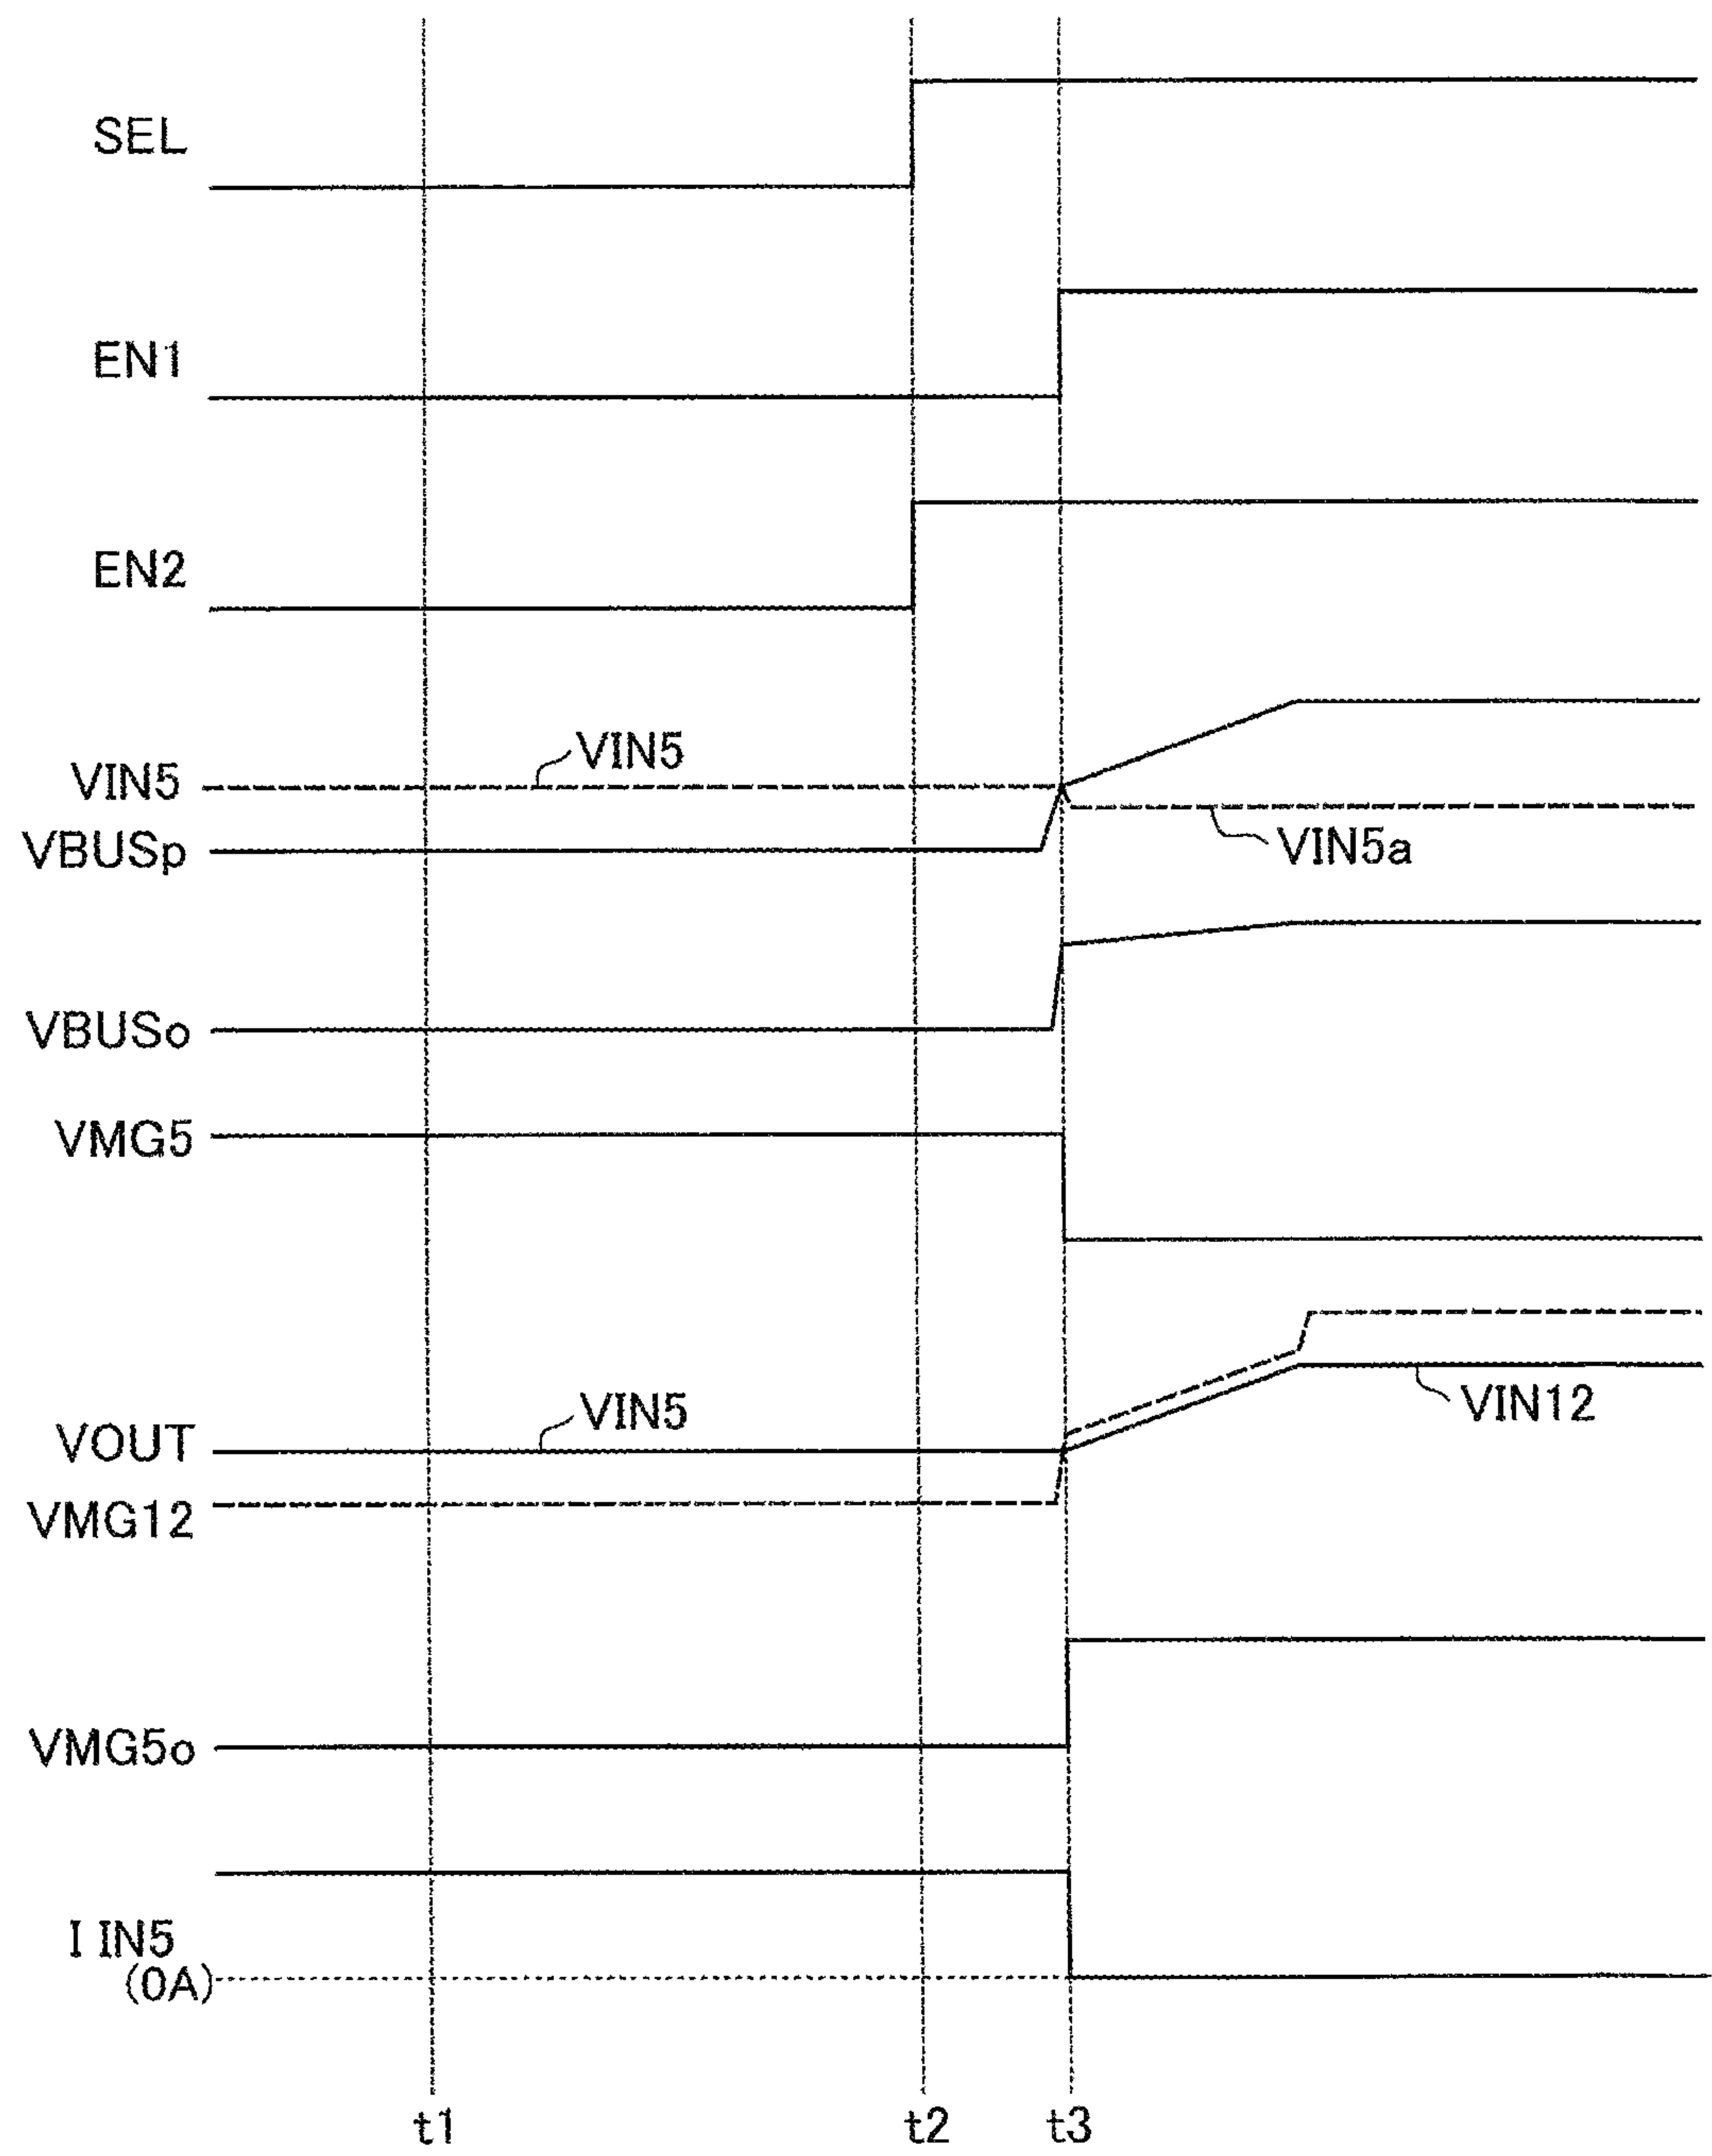 SEL
EN1
EN2
VIN5
VIN5
VIN5a
VBUSp
VBUSo
VMG5
VIN12
VIN5
VOUT
VMG12
VMG5o
I IN5
(0A)
t1 t2 t3